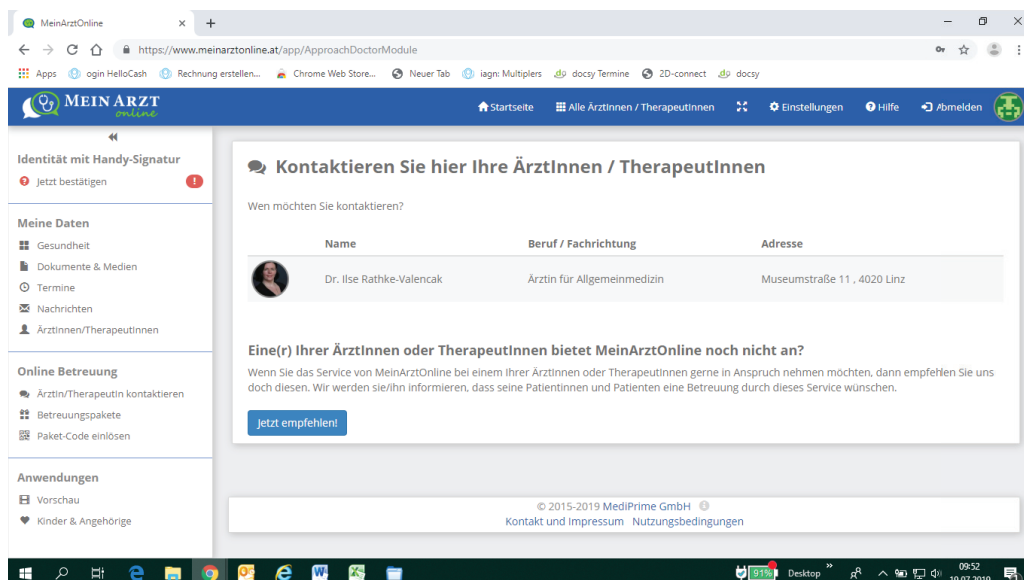 MeinArztOnline
https://www.meinarztonline.at/app/ApproachDoctorModule
Apps ogin HelloCash Rechnung erstellen... Chrome Web Store... Neuer Tab iagn: Multiplers docsy Termine 2D-connect docsy
MEIN ARZT
online
Startseite Alle ÄrztInnen / TherapeutInnen Einstellungen Hilfe Abmelden
Identität mit Handy-Signatur
Jetzt bestätigen
Meine Daten
Gesundheit
Dokumente & Medien
Termine
Nachrichten
ÄrztInnen/TherapeutInnen
Online Betreuung
ÄrztIn/TherapeutIn kontaktieren
Betreuungspakete
Paket-Code einlösen
Anwendungen
Vorschau
Kinder & Angehörige
Kontaktieren Sie hier Ihre ÄrztInnen / TherapeutInnen
Wen möchten Sie kontaktieren?
Name Beruf / Fachrichtung Adresse
Dr. Ilse Rathke-Valencak Ärztin für Allgemeinmedizin Museumstraße 11 , 4020 Linz
Eine(r) Ihrer ÄrztInnen oder TherapeutInnen bietet MeinArztOnline noch nicht an?
Wenn Sie das Service von MeinArztOnline bei einem Ihrer ÄrztInnen oder TherapeutInnen gerne in Anspruch nehmen möchten, dann empfehlen Sie uns
doch diesen. Wir werden sie/ihn informieren, dass seine Patientinnen und Patienten eine Betreuung durch dieses Service wünschen.
Jetzt empfehlen!
© 2015-2019 MediPrime GmbH
Kontakt und Impressum Nutzungsbedingungen
91% Desktop 09:52
19.07.2019